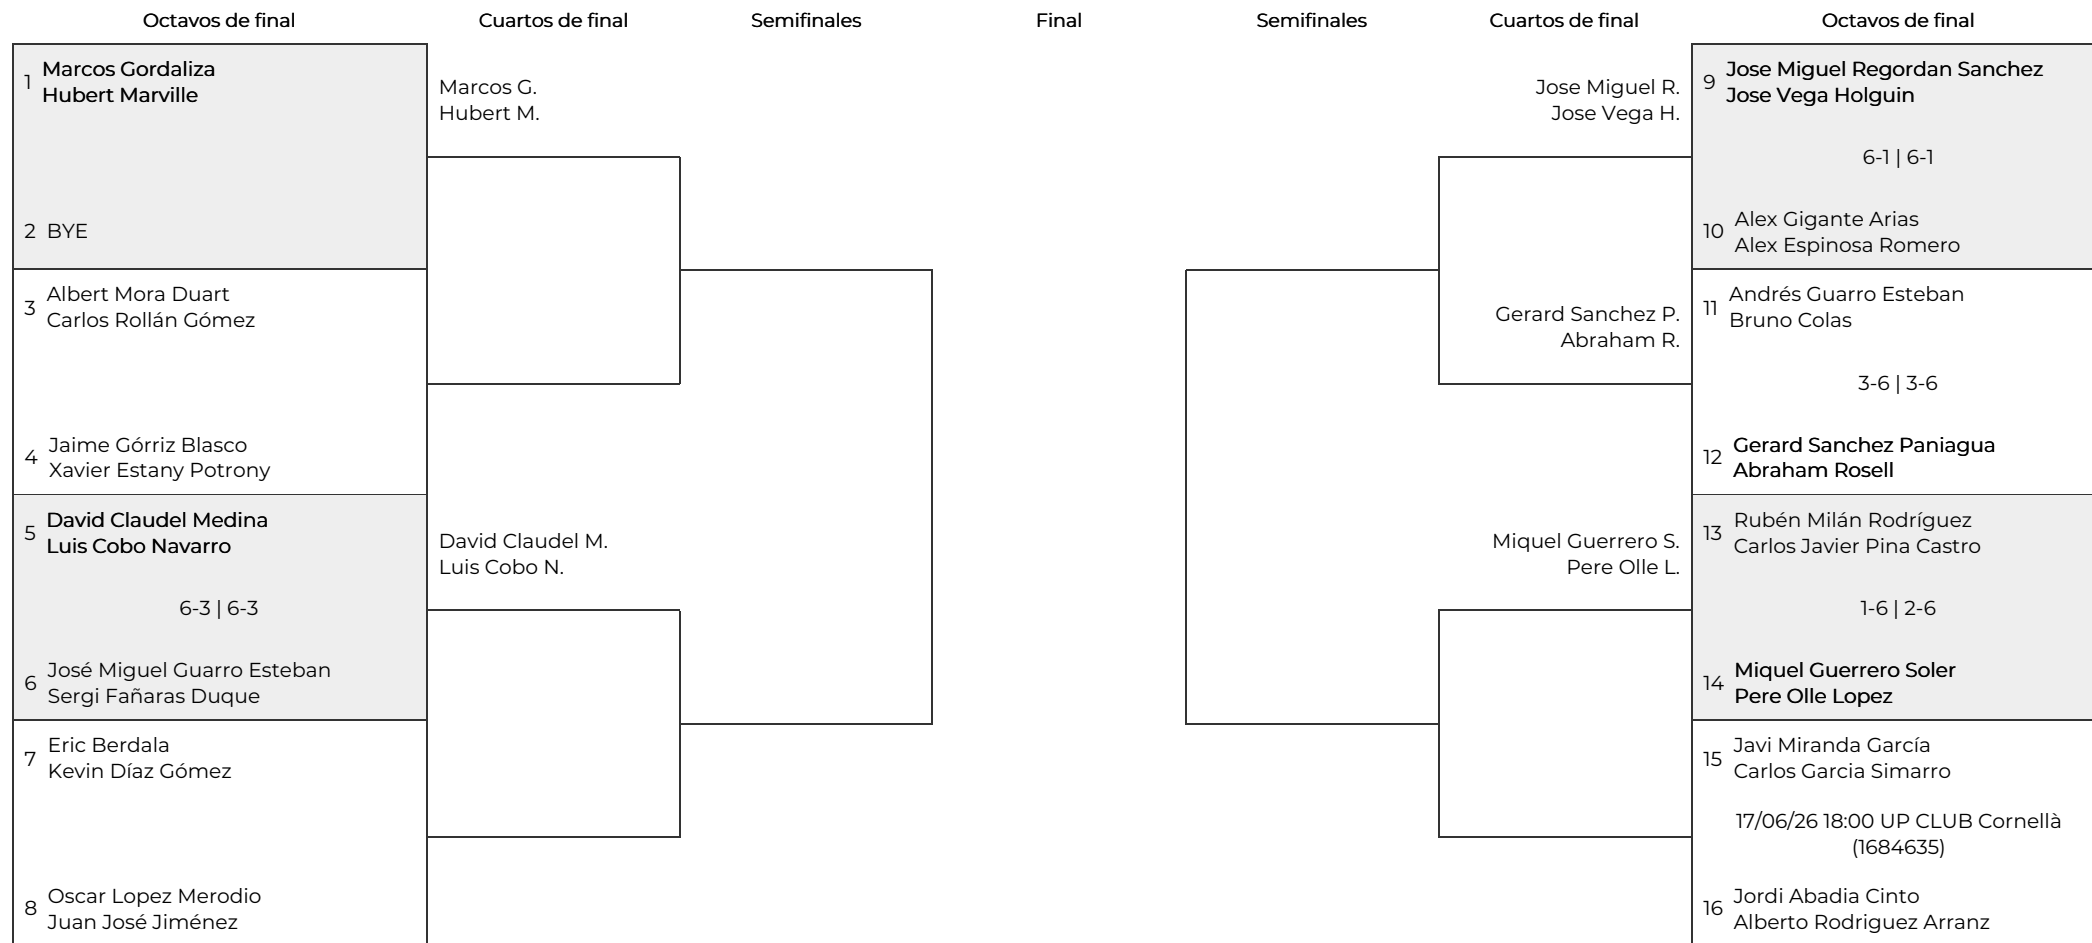 Octavos de final
Cuartos de final
Semifinales
Final
Semifinales
Cuartos de final
Octavos de final
1
Marcos Gordaliza
Hubert Marville
2 BYE
3
Albert Mora Duart
Carlos Rollán Gómez
4
Jaime Górriz Blasco
Xavier Estany Potrony
5
David Claudel Medina
Luis Cobo Navarro
6-3 | 6-3
6
José Miguel Guarro Esteban
Sergi Fañaras Duque
7
Eric Berdala
Kevin Díaz Gómez
8
Oscar Lopez Merodio
Juan José Jiménez
Marcos G.
Hubert M.
David Claudel M.
Luis Cobo N.
Jose Miguel R.
Jose Vega H.
Gerard Sanchez P.
Abraham R.
Miquel Guerrero S.
Pere Olle L.
9
Jose Miguel Regordan Sanchez
Jose Vega Holguin
6-1 | 6-1
10
Alex Gigante Arias
Alex Espinosa Romero
11
Andrés Guarro Esteban
Bruno Colas
3-6 | 3-6
12
Gerard Sanchez Paniagua
Abraham Rosell
13
Rubén Milán Rodríguez
Carlos Javier Pina Castro
1-6 | 2-6
14
Miquel Guerrero Soler
Pere Olle Lopez
15
Javi Miranda García
Carlos Garcia Simarro
17/06/26 18:00 UP CLUB Cornellà
(1684635)
16
Jordi Abadia Cinto
Alberto Rodriguez Arranz